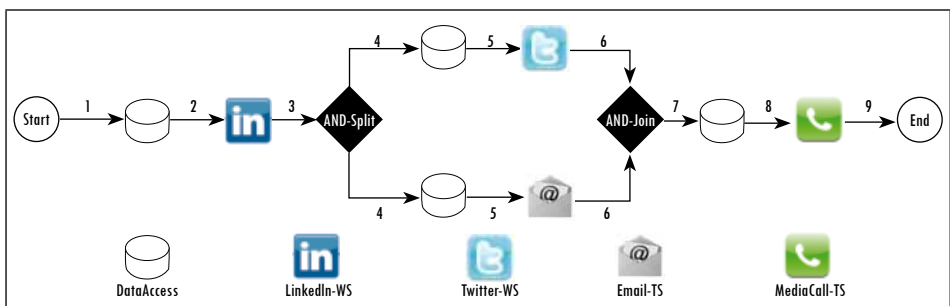 4 5 6
Start 1 2 in 3 AND-Split AND-Join 7 8 9 End
4 5 @ 6
in @
DataAccess LinkedIn-WS Twitter-WS Email-TS MediaCall-TS